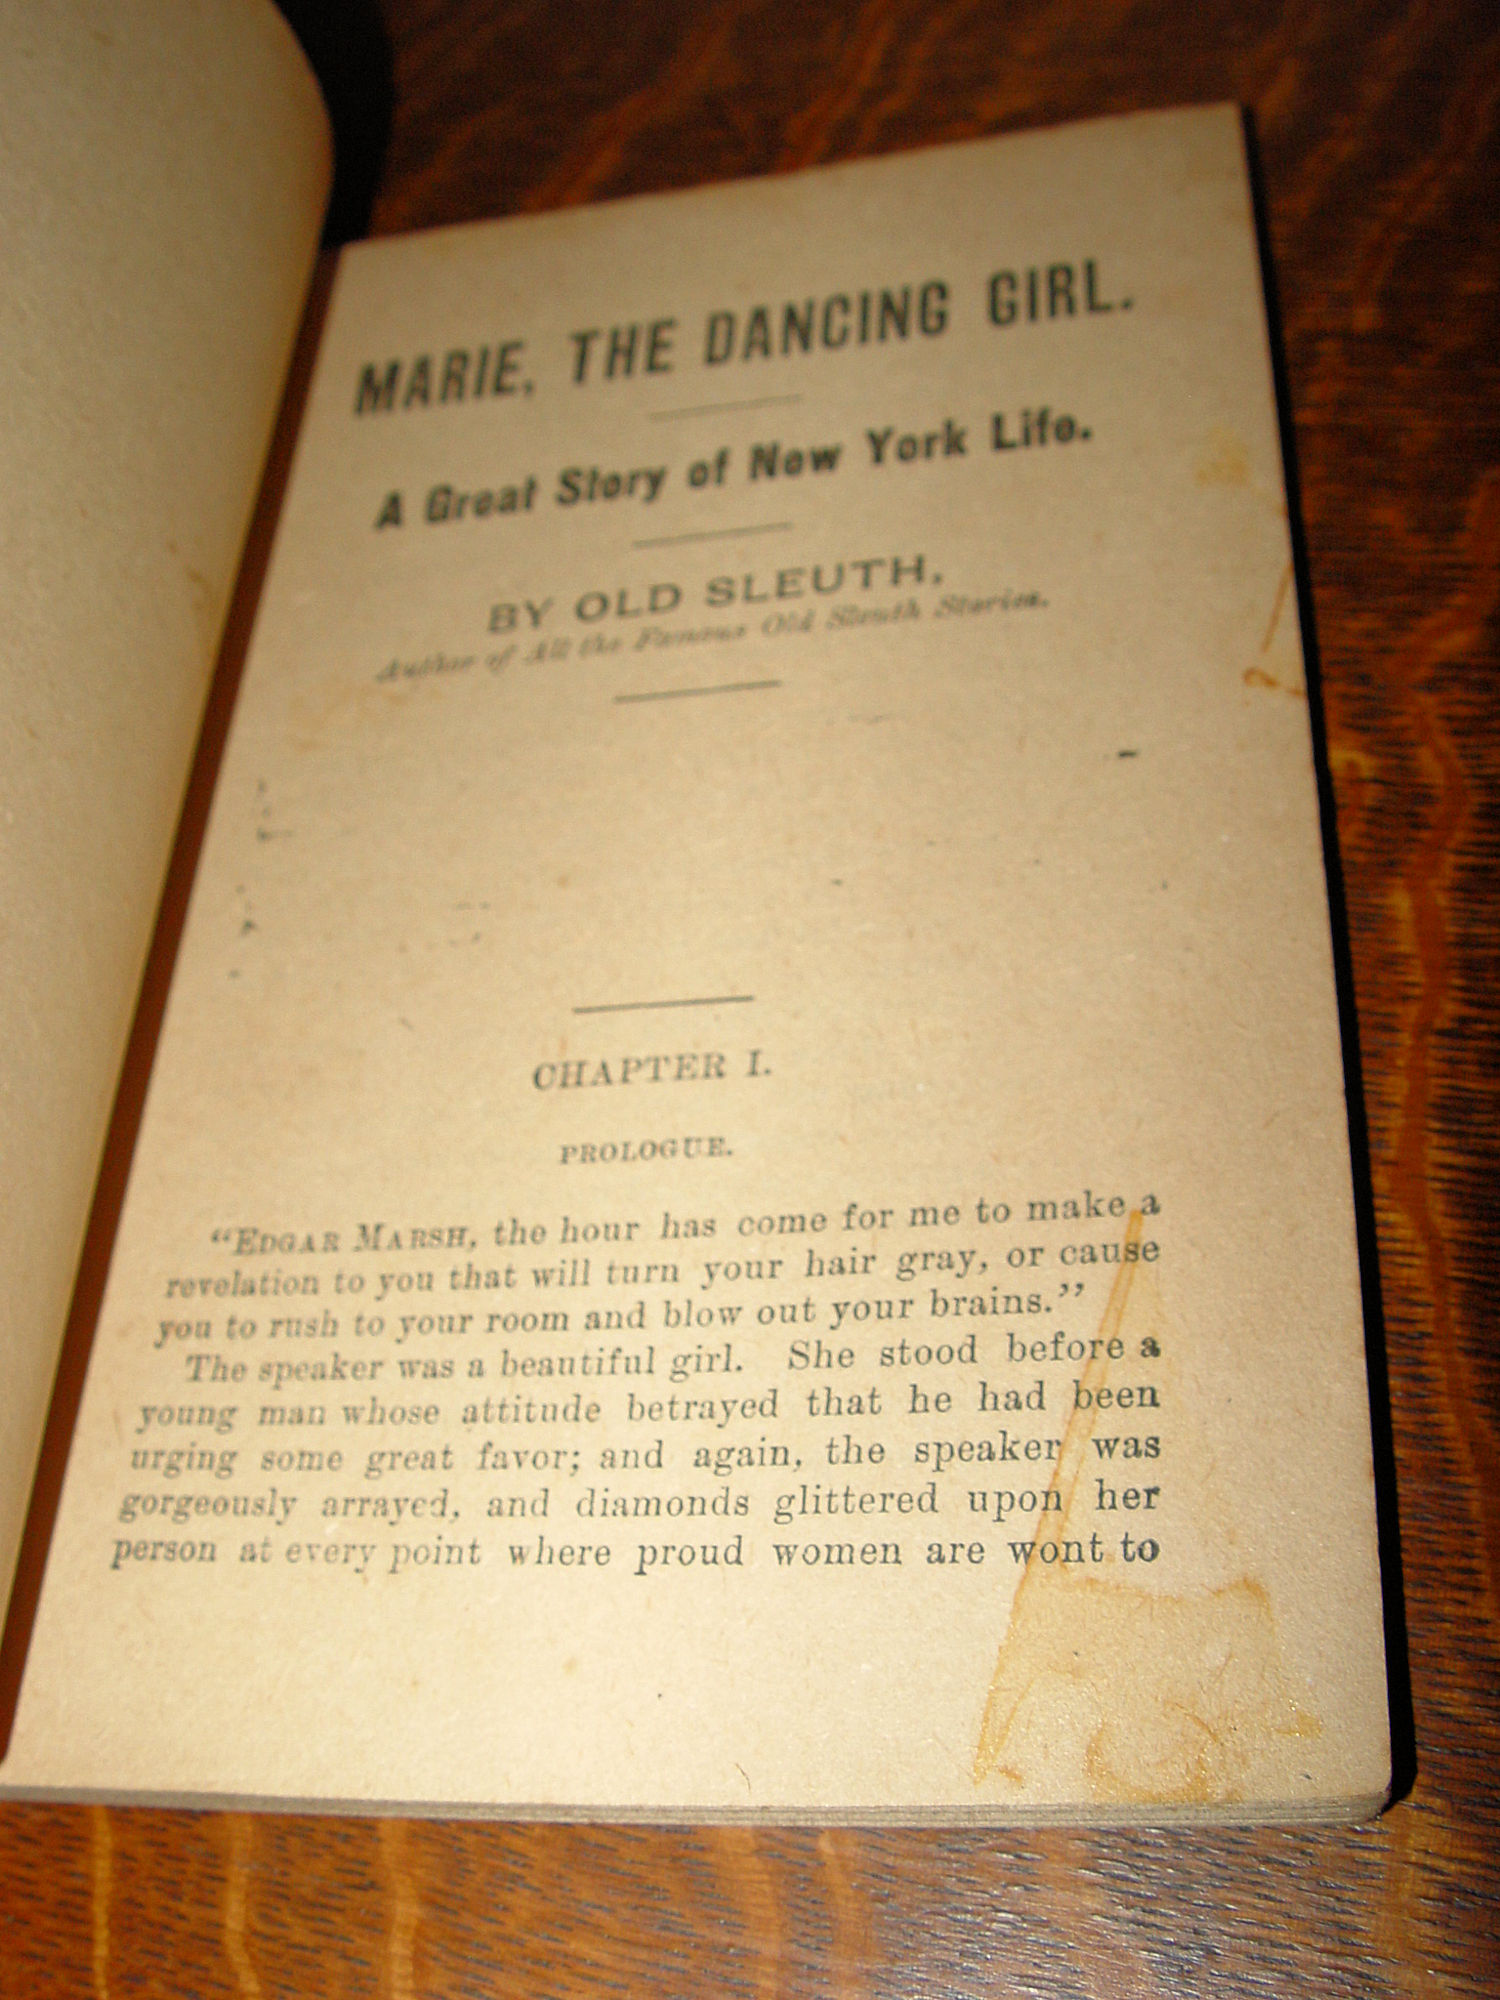 MARIE, THE DANCING GIRL.
A Great Story of New York Life.
BY OLD SLEUTH,
Author of All the Famous Old Sleuth Stories.
CHAPTER I.
PROLOGUE.
“EDGAR MARSH, the hour has come for me to make a
revelation to you that will turn your hair gray, or cause
you to rush to your room and blow out your brains.”
The speaker was a beautiful girl. She stood before a
young man whose attitude betrayed that he had been
urging some great favor; and again, the speaker was
gorgeously arrayed, and diamonds glittered upon her
person at every point where proud women are wont to